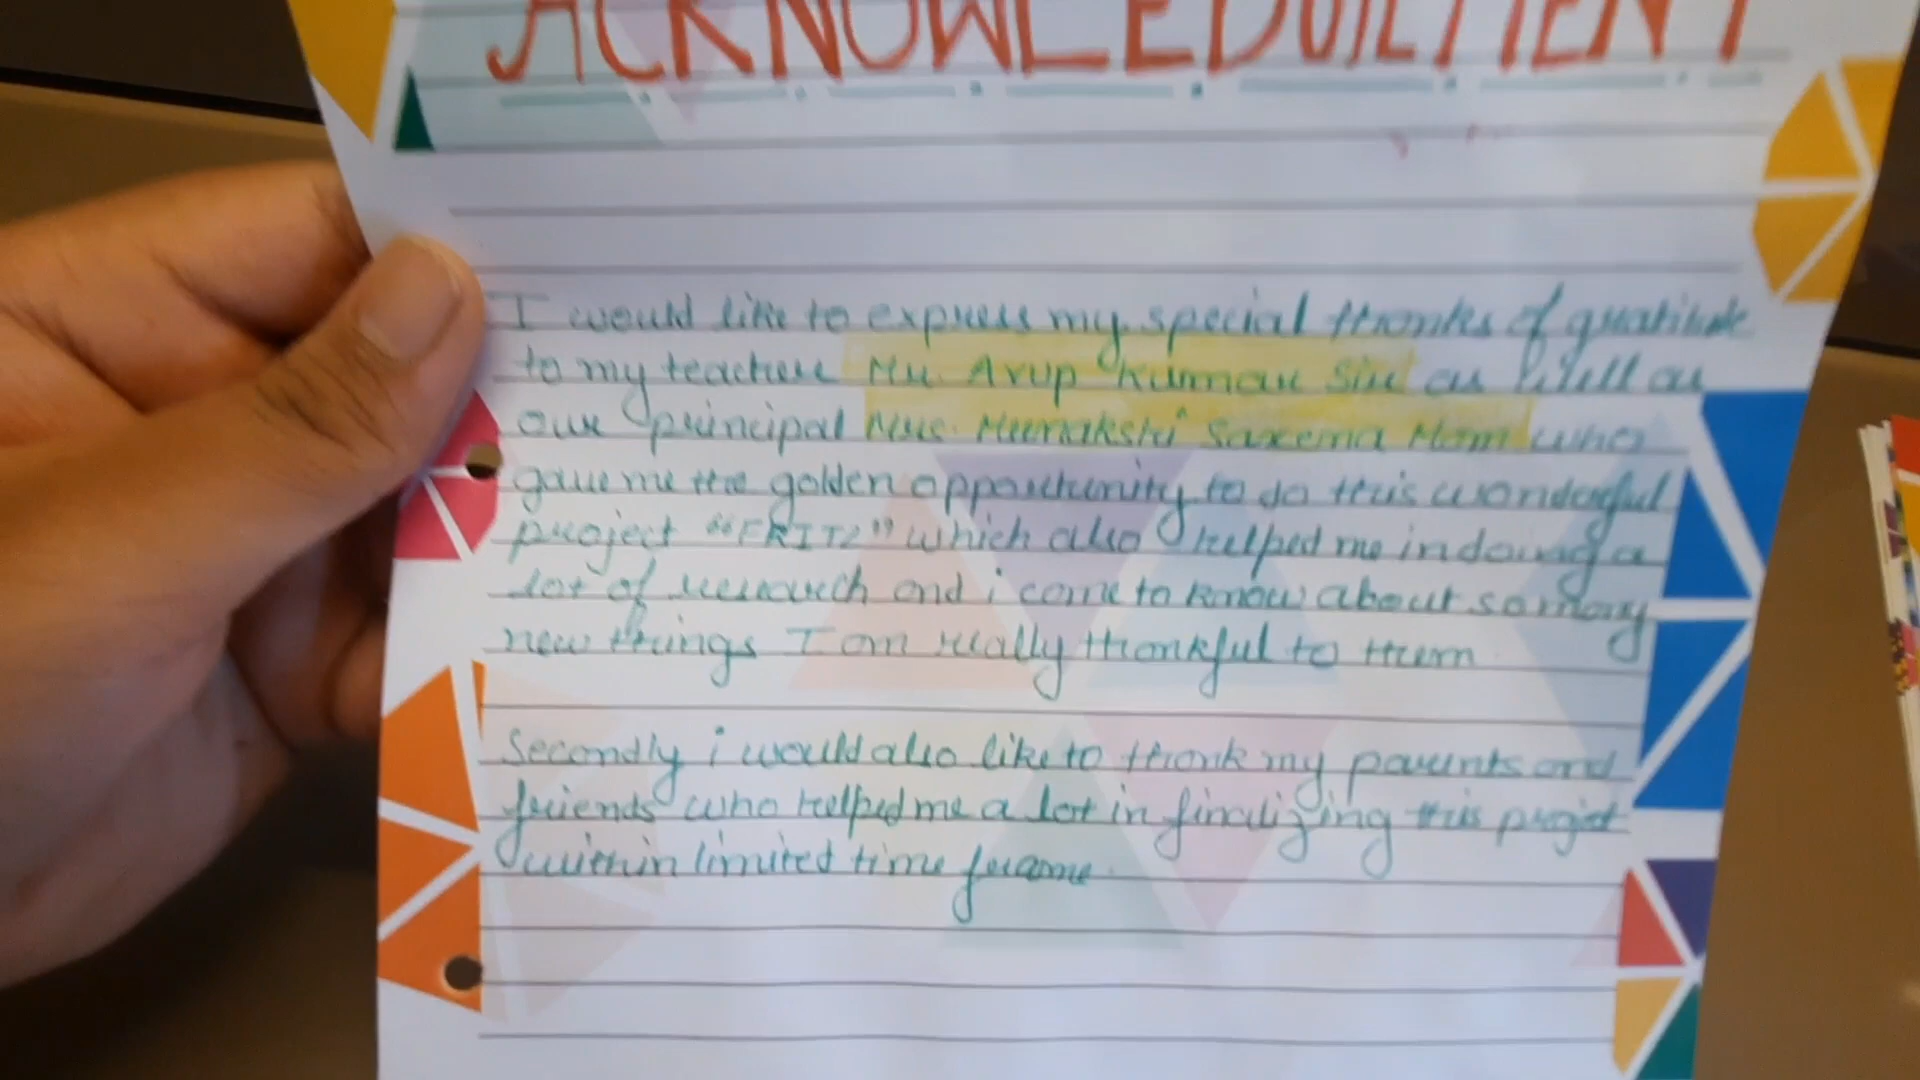 ACKNOWLEDGEMENT
I would like to express my special thanks of gratitude
to my teacher Mr. Arup Kumar Sir as well as
our principal Mrs. Meenakshi Saxena Mam who
gave me the golden opportunity to do this wonderful
project "FRITZ" which also helped me in doing a
lot of research and i come to know about so many
new things I am really thankful to them
Secondly i would also like to thank my parents and
friends who helped me a lot in finalizing this project
within limited time frame.